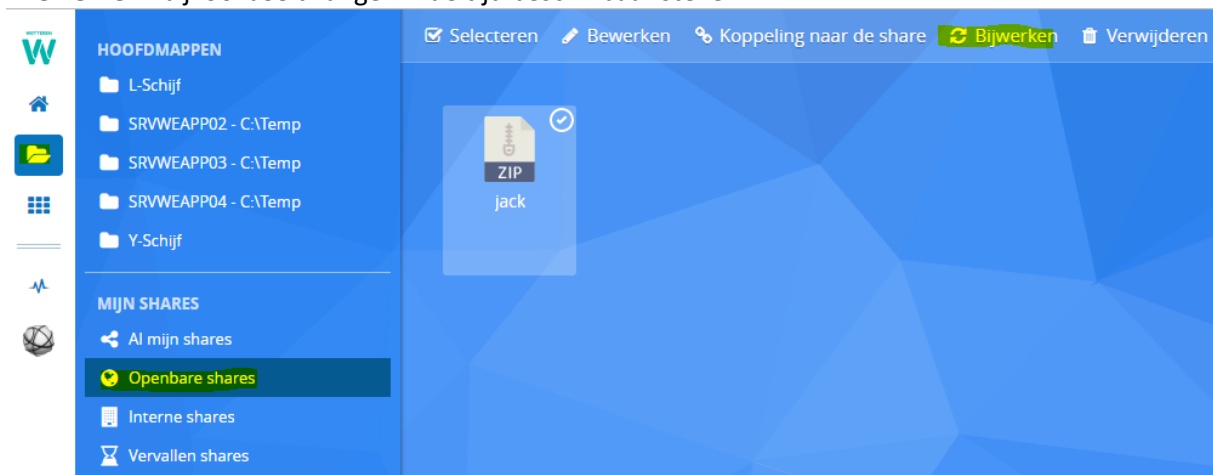 WETTEREN
W
HOOFDMAPPEN
L-Schijf
SRVWEAPP02 - C:\Temp
SRVWEAPP03 - C:\Temp
SRVWEAPP04 - C:\Temp
Y-Schijf
MIJN SHARES
Al mijn shares
Openbare shares
Interne shares
Vervallen shares
Selecteren Bewerken Koppeling naar de share Bijwerken Verwijderen
ZIP
jack